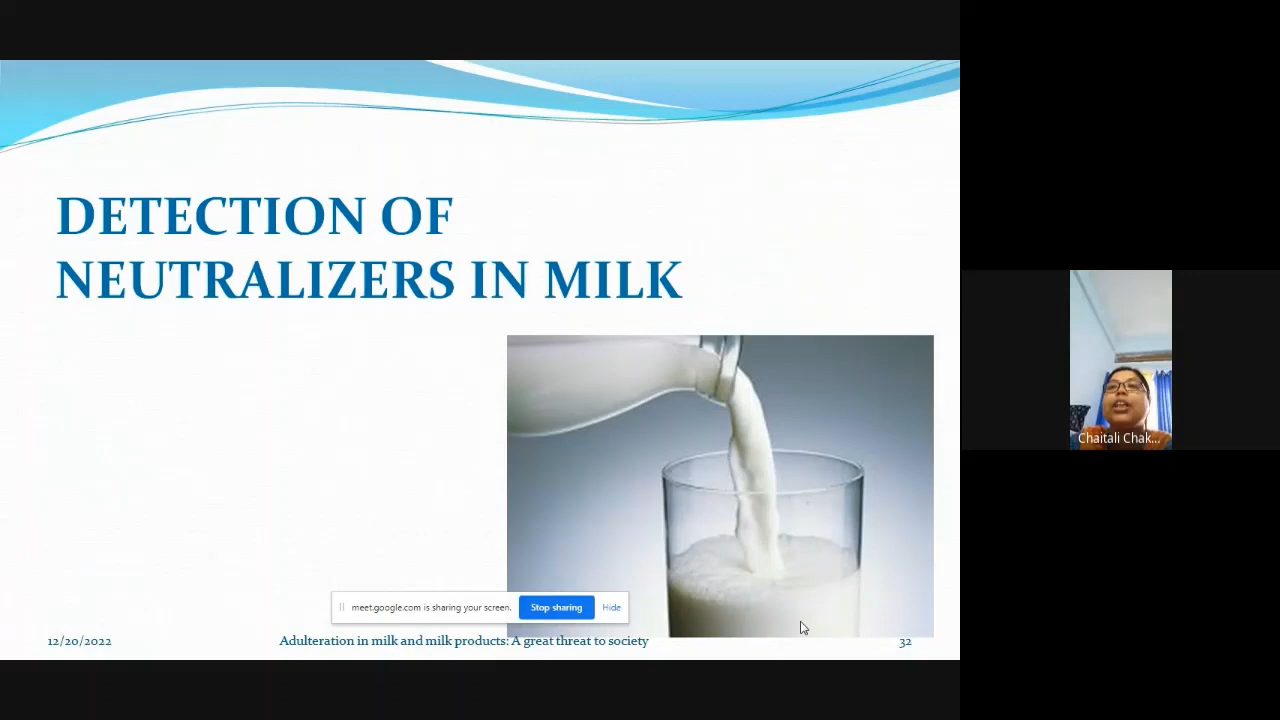 DETECTION OF
NEUTRALIZERS IN MILK
Chaitali Chak...
meet.google.com is sharing your screen.
Stop sharing
Hide
12/20/2022
Adulteration in milk and milk products: A great threat to society
32